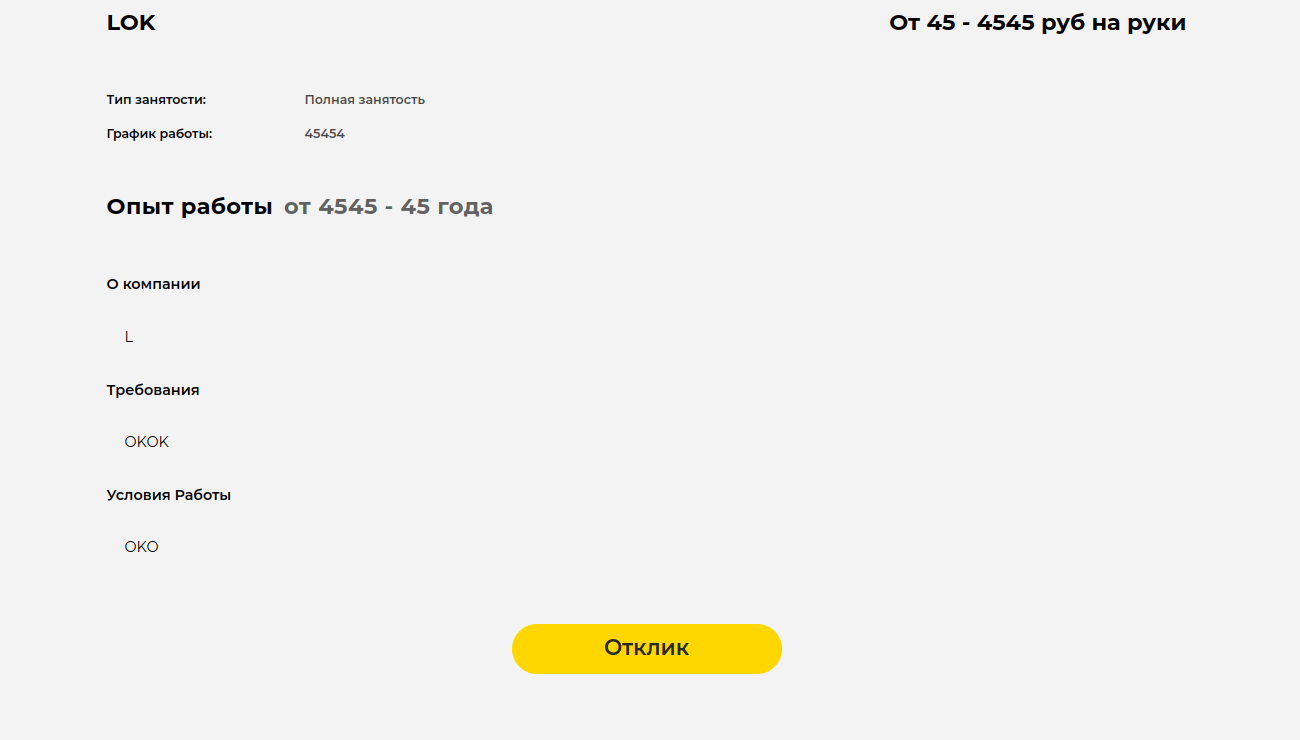 LOK
От 45 - 4545 руб на руки
Тип занятости: Полная занятость
График работы: 45454
Опыт работы от 4545 - 45 года
О компании
L
Требования
OKOK
Условия Работы
OKO
Отклик